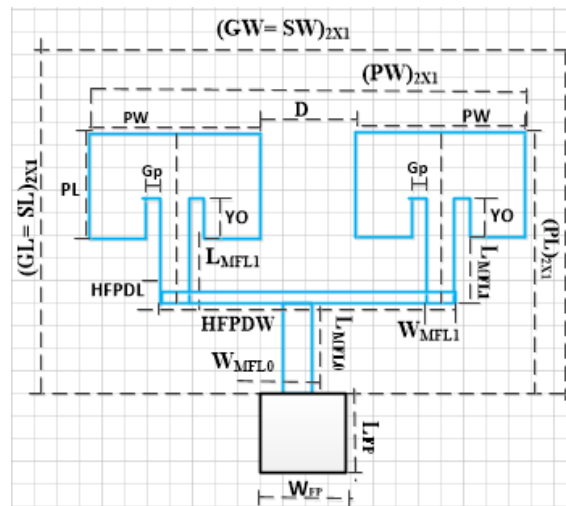 (GW= SW)2X1
(PW)2X1
PW
D
PW
Gp
Gp
PL
YO
YO
(GL= SL)2X1
(PL)2X1
LMFL1
LMFL1
HFPDL
HFPDW
WMFL1
LMFL0
WMFL0
LFP
WFP